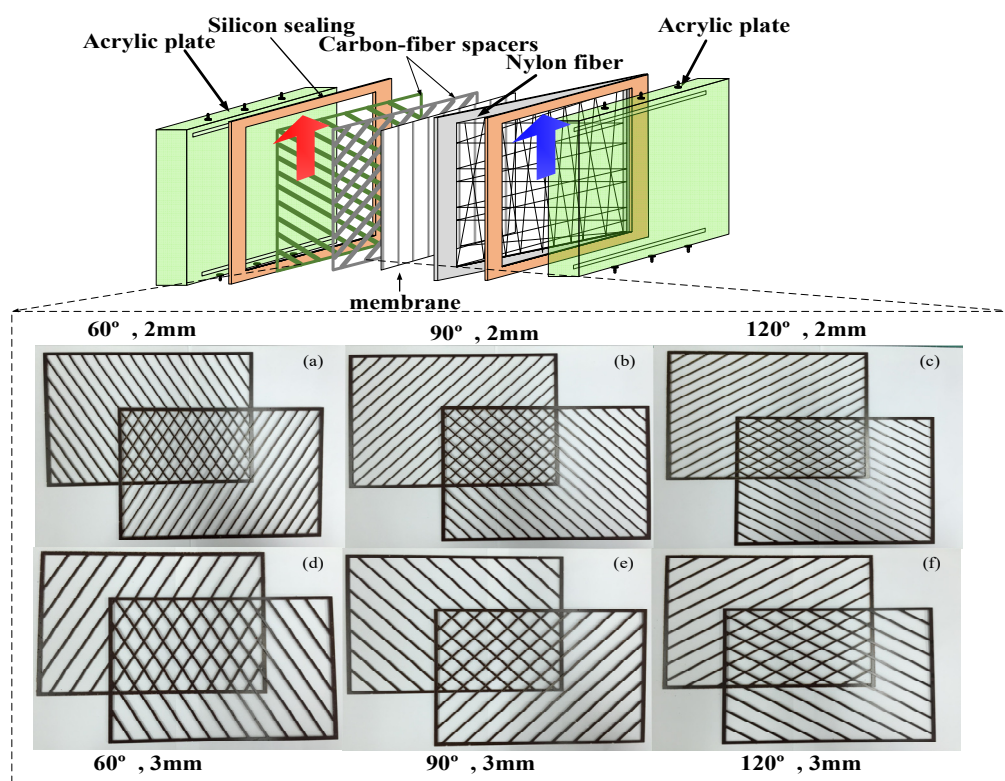 Silicon sealing
Acrylic plate
Carbon-fiber spacers
Acrylic plate
Nylon fiber
membrane
60º , 2mm
90º , 2mm
120º , 2mm
(a)
(b)
(c)
(d)
(e)
(f)
60º , 3mm
90º , 3mm
120º , 3mm